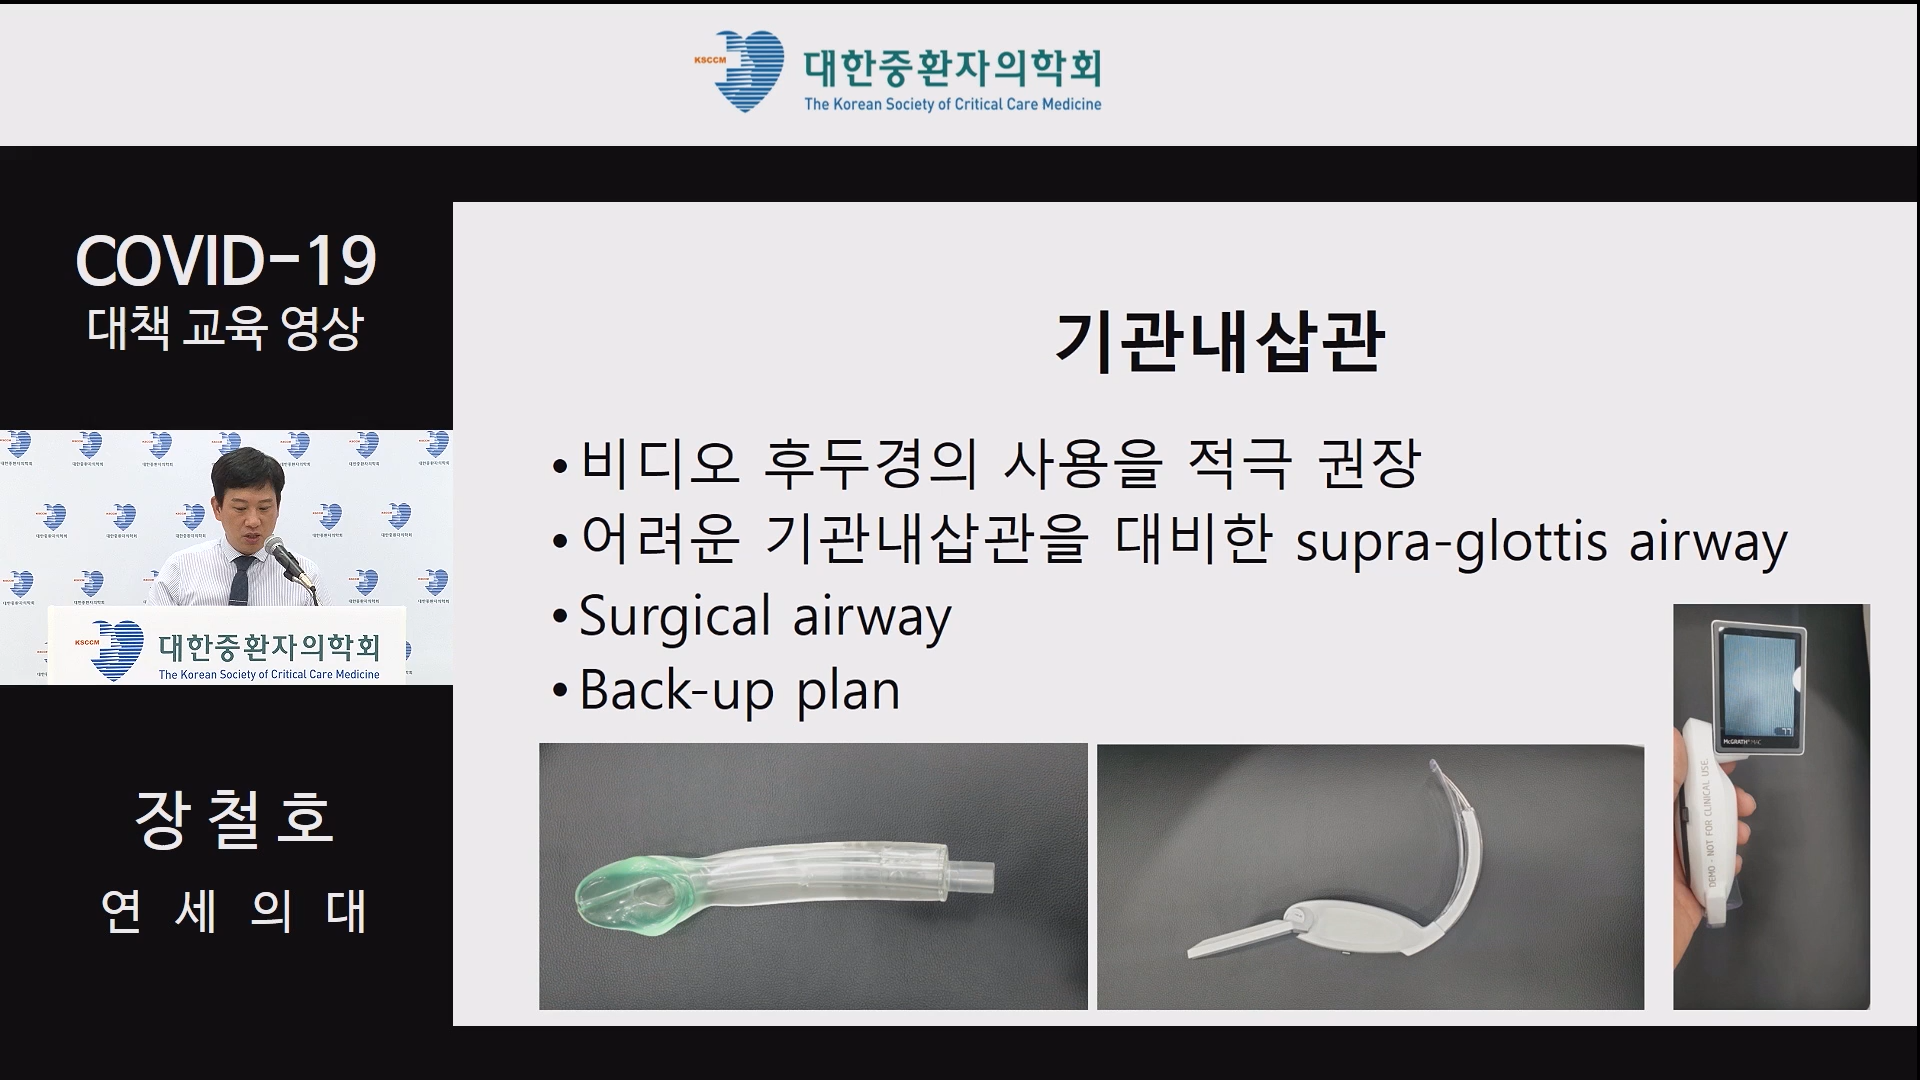 KSCCM
대한중환자의학회
The Korean Society of Critical Care Medicine
COVID-19
대책 교육 영상
KSCCM
대한중환자의학회
The Korean Society of Critical Care Medicine
장철호
연세의대
기관내삽관
• 비디오 후두경의 사용을 적극 권장
• 어려운 기관내삽관을 대비한 supra-glottis airway
• Surgical airway
• Back-up plan
77
McGRATH MAC
DEMO - NOT FOR CLINICAL USE